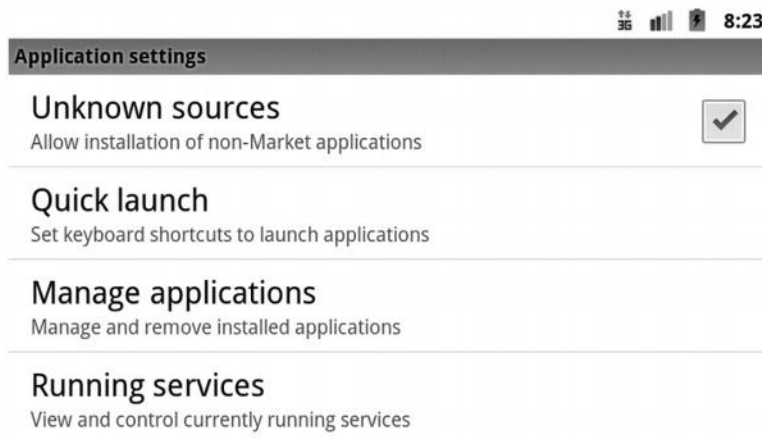 3G 8:23
Application settings
Unknown sources
Allow installation of non-Market applications
Quick launch
Set keyboard shortcuts to launch applications
Manage applications
Manage and remove installed applications
Running services
View and control currently running services